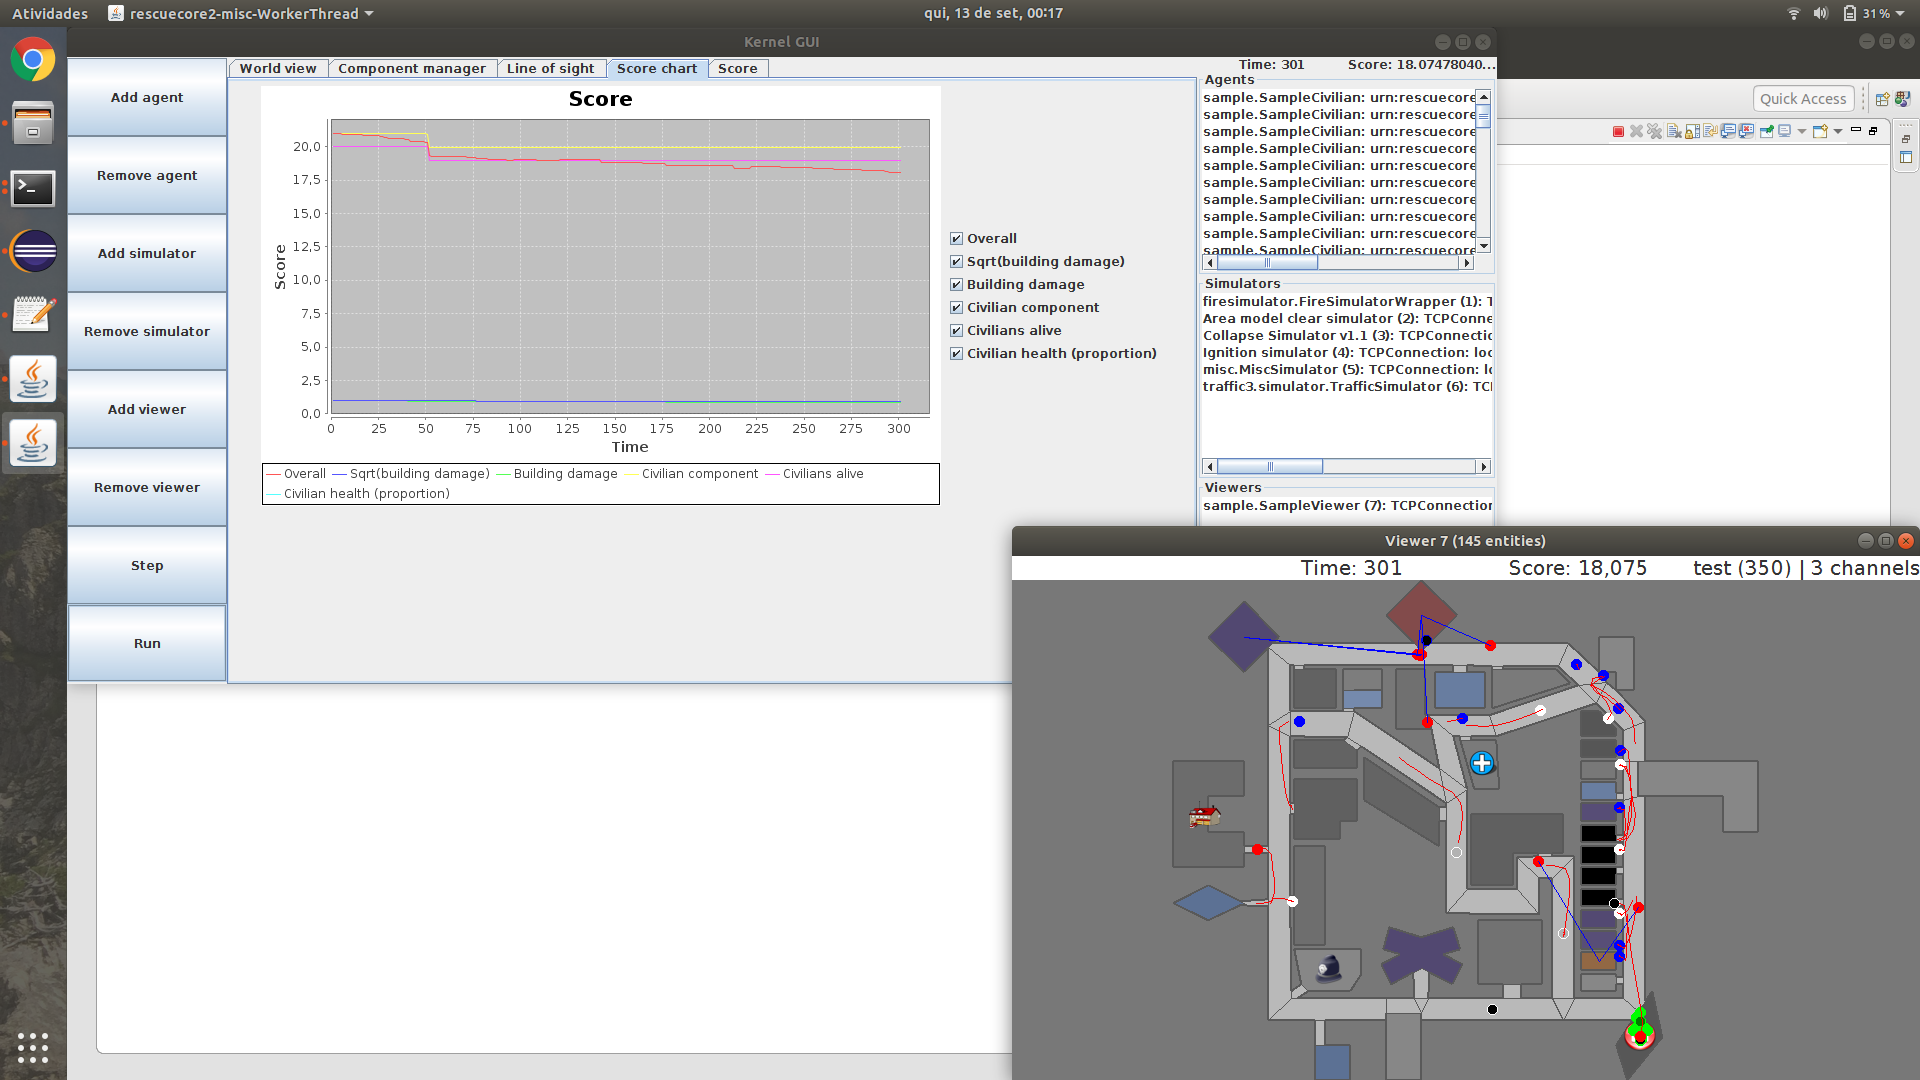 Atividades
rescuecore2-misc-WorkerThread
qui, 13 de set, 00:17
31%
Kernel GUI
Quick Access
Add agent
Remove agent
Add simulator
Remove simulator
Add viewer
Remove viewer
Step
Run
World view
Component manager
Line of sight
Score chart
Score
Time: 301
Score: 18.07478040...
Score
Score
20,0
17,5
15,0
12,5
10,0
7,5
5,0
2,5
0,0
0 25 50 75 100 125 150 175 200 225 250 275 300
Time
Overall Sqrt(building damage) Building damage Civilian component Civilians alive
Civilian health (proportion)
Overall
Sqrt(building damage)
Building damage
Civilian component
Civilians alive
Civilian health (proportion)
Agents
sample.SampleCivilian: urn:rescuecore
sample.SampleCivilian: urn:rescuecore
sample.SampleCivilian: urn:rescuecore
sample.SampleCivilian: urn:rescuecore
sample.SampleCivilian: urn:rescuecore
sample.SampleCivilian: urn:rescuecore
sample.SampleCivilian: urn:rescuecore
sample.SampleCivilian: urn:rescuecore
sample.SampleCivilian: urn:rescuecore
sample.SampleCivilian: urn:rescuecore
Simulators
firesimulator.FireSimulatorWrapper (1): T
Area model clear simulator (2): TCPConne
Collapse Simulator v1.1 (3): TCPConnectic
Ignition simulator (4): TCPConnection: loc
misc.MiscSimulator (5): TCPConnection: lo
traffic3.simulator.TrafficSimulator (6): TCI
Viewers
sample.SampleViewer (7): TCPConnection
Viewer 7 (145 entities)
Time: 301
Score: 18,075
test (350) | 3 channels